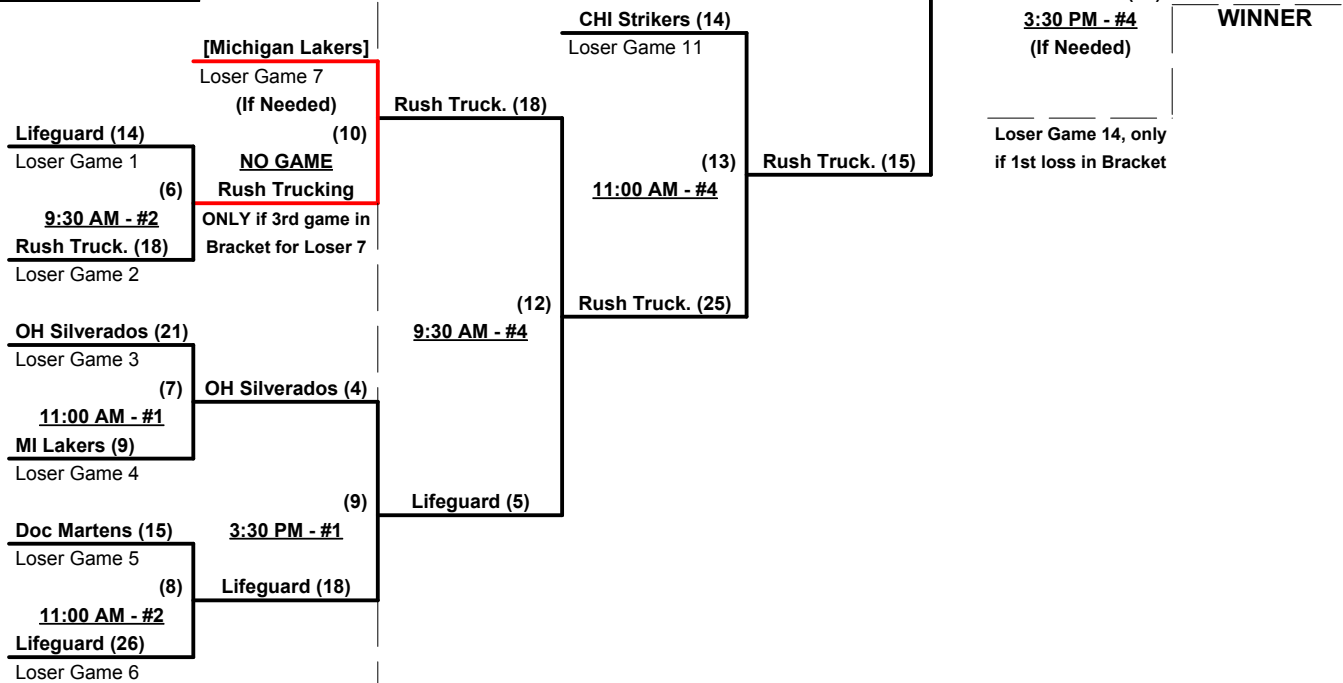 [Michigan Lakers]
Loser Game 7
(If Needed)
Lifeguard (14)
Loser Game 1
(10)
NO GAME
(6)
Rush Trucking
9:30 AM - #2
ONLY if 3rd game in
Rush Truck. (18)
Bracket for Loser 7
Loser Game 2
OH Silverados (21)
Loser Game 3
(7)
OH Silverados (4)
11:00 AM - #1
MI Lakers (9)
Loser Game 4
(9)
3:30 PM - #1
Doc Martens (15)
Loser Game 5
(8)
Lifeguard (18)
11:00 AM - #2
Lifeguard (26)
Loser Game 6
Rush Truck. (18)
(12)
9:30 AM - #4
Lifeguard (5)
CHI Strikers (14)
Loser Game 11
(13)
11:00 AM - #4
Rush Truck. (25)
Rush Truck. (15)
3:30 PM - #4
(If Needed)
WINNER
Loser Game 14, only
if 1st loss in Bracket